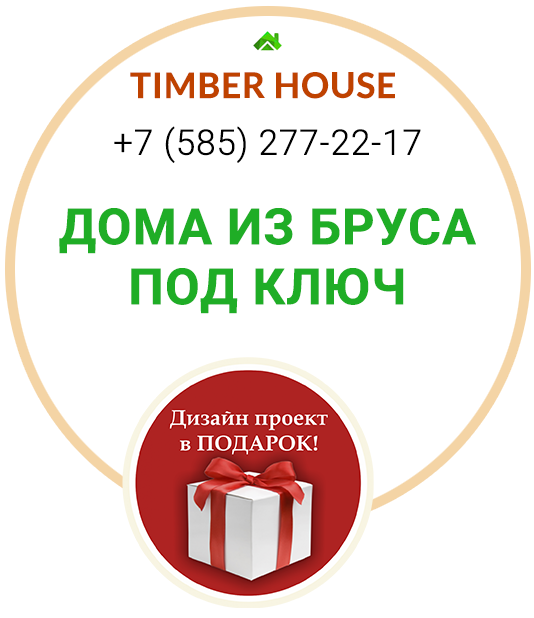 TIMBER HOUSE
+7 (585) 277-22-17
ДОМА ИЗ БРУСА
ПОД КЛЮЧ
Дизайн проект
в ПОДАРОК!